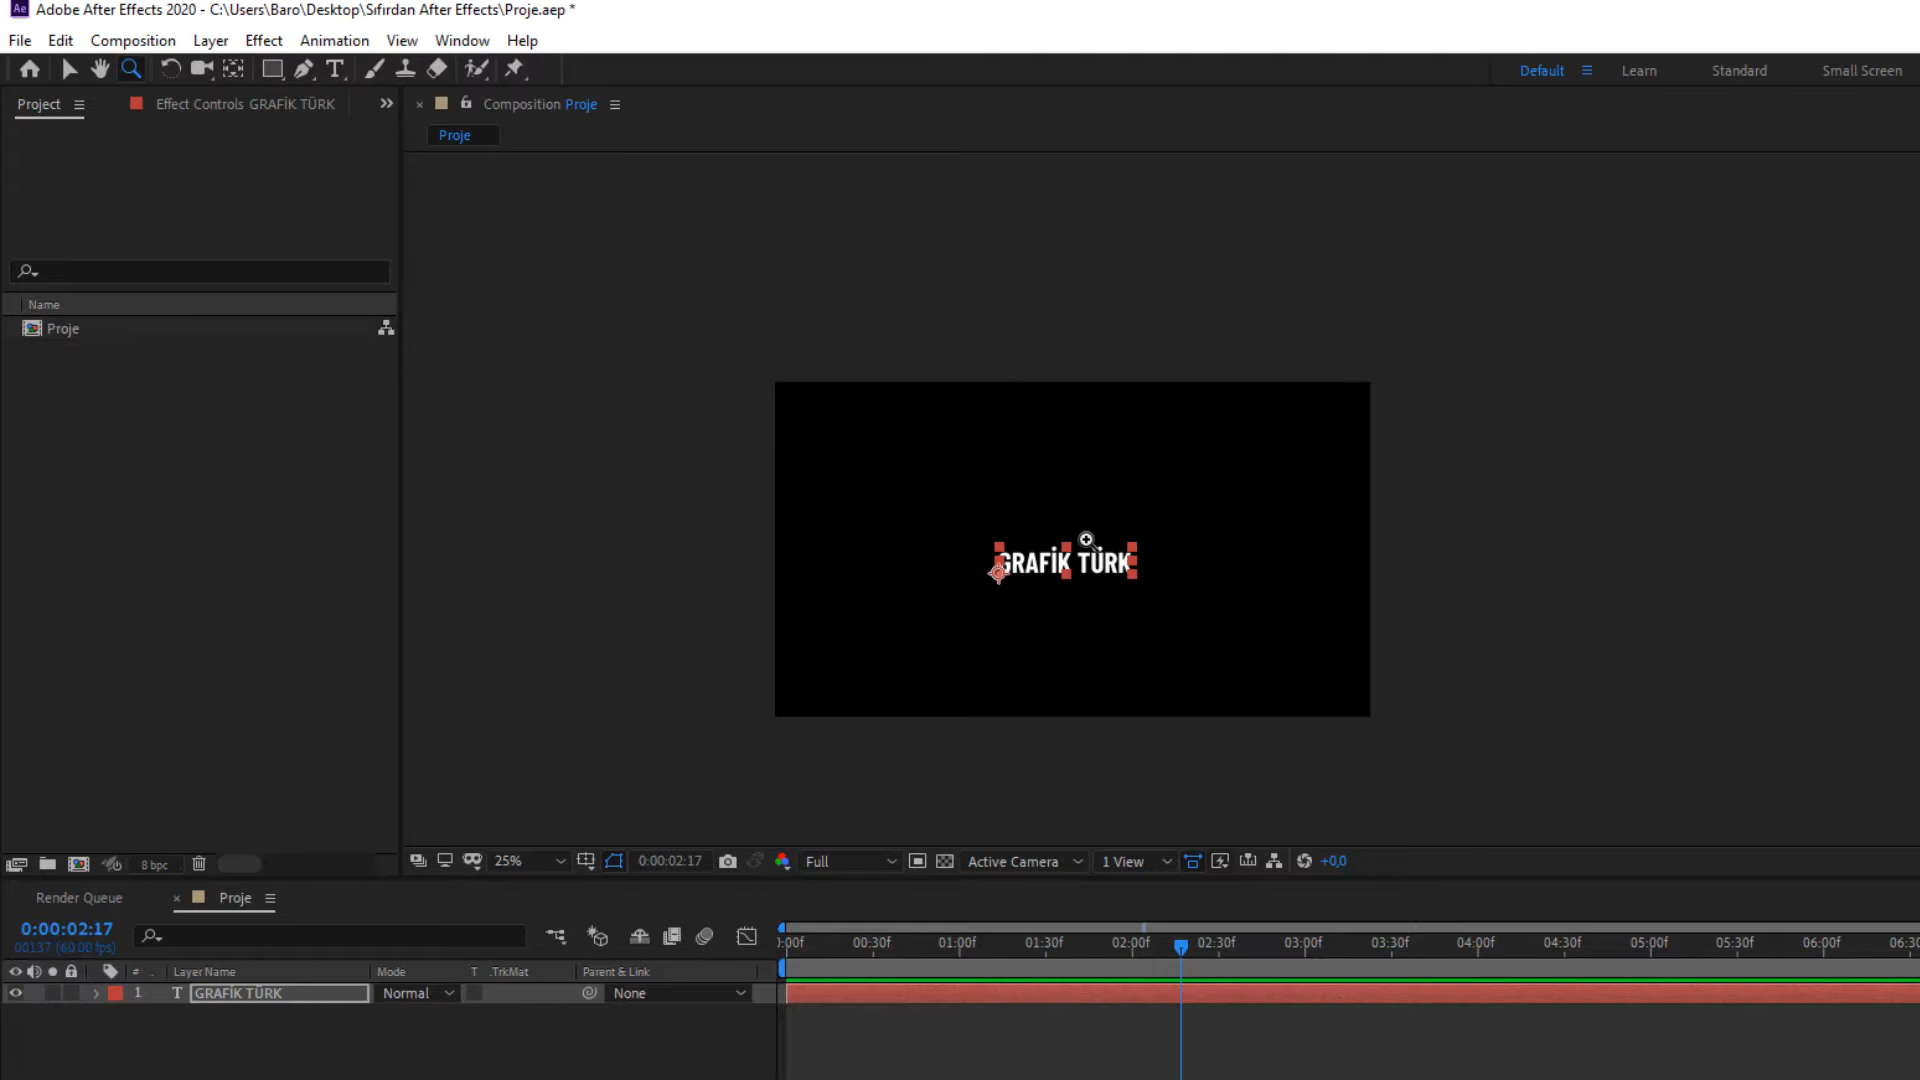 Ae Adobe After Effects 2020 - C:\Users\Baro\Desktop\Sıfırdan After Effects\Proje.aep *
File Edit Composition Layer Effect Animation View Window Help
Default Learn Standard Small Screen
Project Effect Controls GRAFİK TÜRK Composition Proje
Proje
Name
Proje
GRAFİK TÜRK
8 bpc 25% 0:00:02:17 Full Active Camera 1 View +0,0
Render Queue Proje
0:00:02:17
00137 (60.00 fps)
:00f 00:30f 01:00f 01:30f 02:00f 02:30f 03:00f 03:30f 04:00f 04:30f 05:00f 05:30f 06:00f 06:30
# Layer Name Mode T .TrkMat Parent & Link
1 T GRAFİK TÜRK Normal None